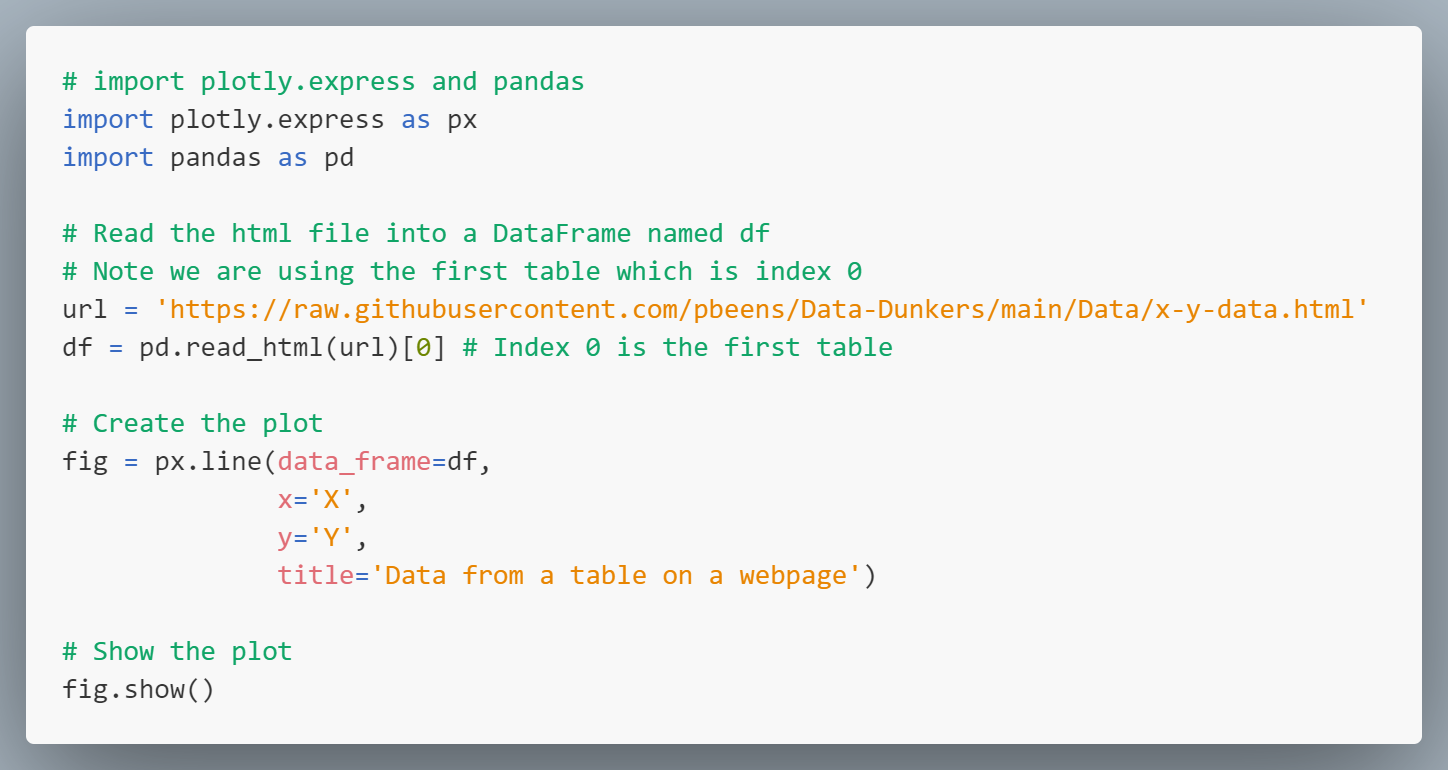 # import plotly.express and pandas
import plotly.express as px
import pandas as pd
# Read the html file into a DataFrame named df
# Note we are using the first table which is index 0
url = 'https://raw.githubusercontent.com/pbeens/Data-Dunkers/main/Data/x-y-data.html'
df = pd.read_html(url)[0] # Index 0 is the first table
# Create the plot
fig = px.line(data_frame=df,
              x='X',
              y='Y',
              title='Data from a table on a webpage')
# Show the plot
fig.show()